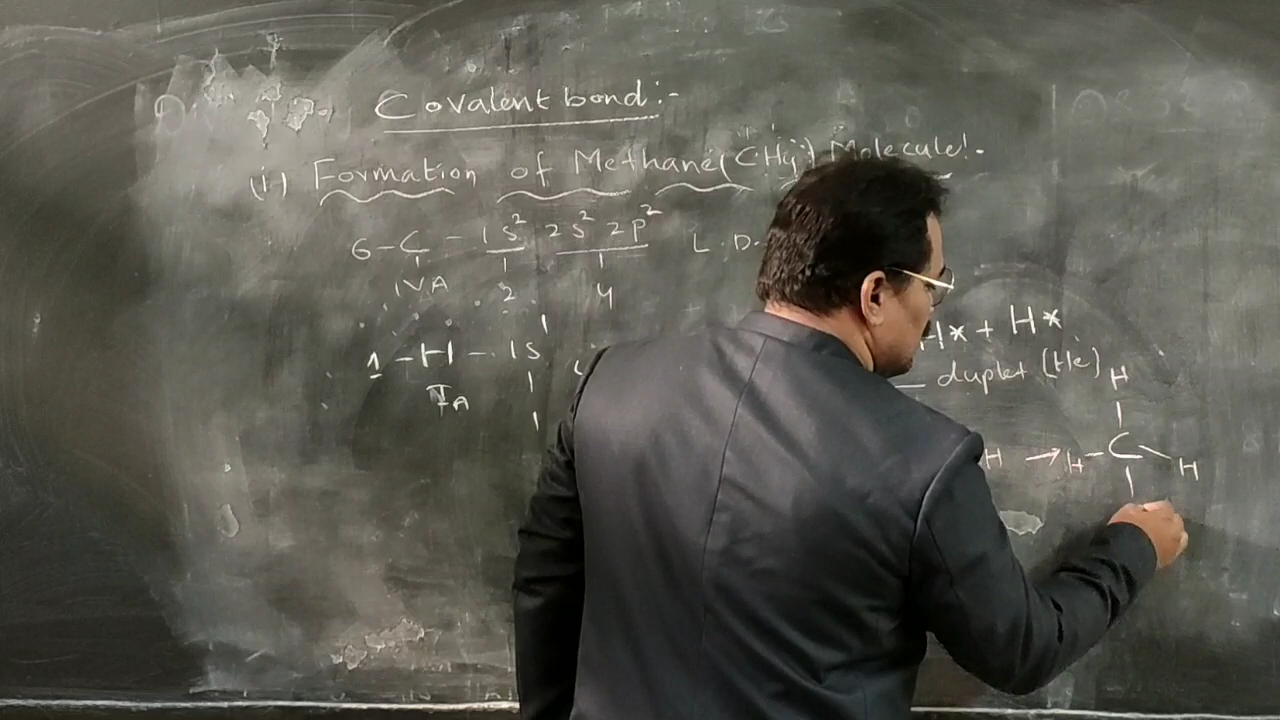 Covalent bond:-
(i) Formation of Methane (CH4) Molecule:-
6-C - 1s² 2s² 2p² L.D.
IVA 2 4
1-H - 1s¹
IA 1
H* + H*
duplet (He)
H
H → H-C-H